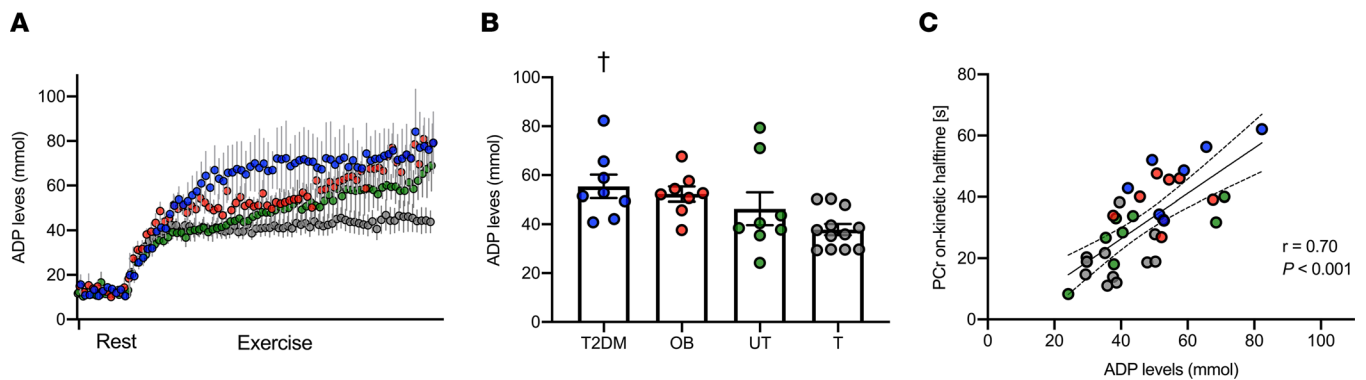 A
ADP levels (mmol)
100
80
60
40
20
0
Rest
Exercise
B
†
ADP levels (mmol)
100
80
60
40
20
0
T2DM
OB
UT
T
C
PCr on-kinetic halftime [s]
80
60
40
20
0
0
20
40
60
80
100
ADP levels (mmol)
r = 0.70
P < 0.001